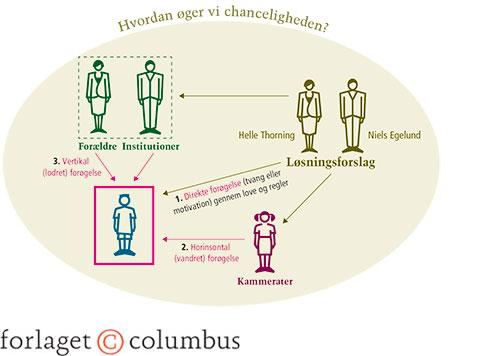 Hvordan øger vi chanceligheden?
Forældre Institutioner
Helle Thorning
Niels Egelund
Løsningsforslag
3. Vertikal
(lodret) forøgelse
1. Direkte forøgelse (tvang eller
motivation) gennem love og regler
2. Horinsontal
(vandret) forøgelse
Kammerater
forlaget c columbus